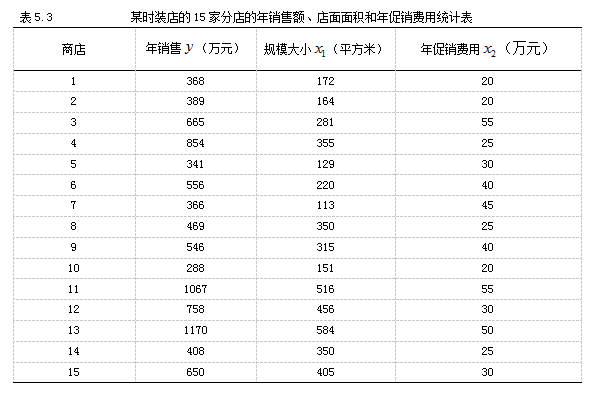 表 5.3 某时装店的 15 家分店的年销售额、店面面积和年促销费用统计表
商店 年销售 y（万元） 规模大小 x₁（平方米） 年促销费用 x₂（万元）
1 368 172 20
2 389 164 20
3 665 281 55
4 854 355 25
5 341 129 30
6 556 220 40
7 366 113 45
8 469 350 25
9 546 315 40
10 288 151 20
11 1067 516 55
12 758 456 30
13 1170 584 50
14 408 350 25
15 650 405 30